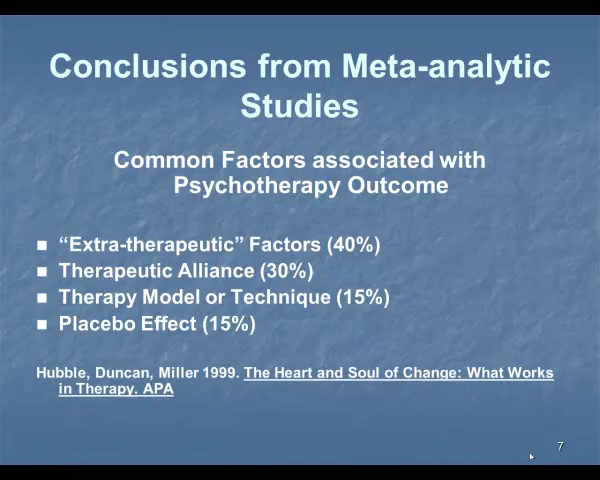 Conclusions from Meta-analytic
Studies
Common Factors associated with
Psychotherapy Outcome
“Extra-therapeutic” Factors (40%)
Therapeutic Alliance (30%)
Therapy Model or Technique (15%)
Placebo Effect (15%)
Hubble, Duncan, Miller 1999. The Heart and Soul of Change: What Works
in Therapy. APA
7